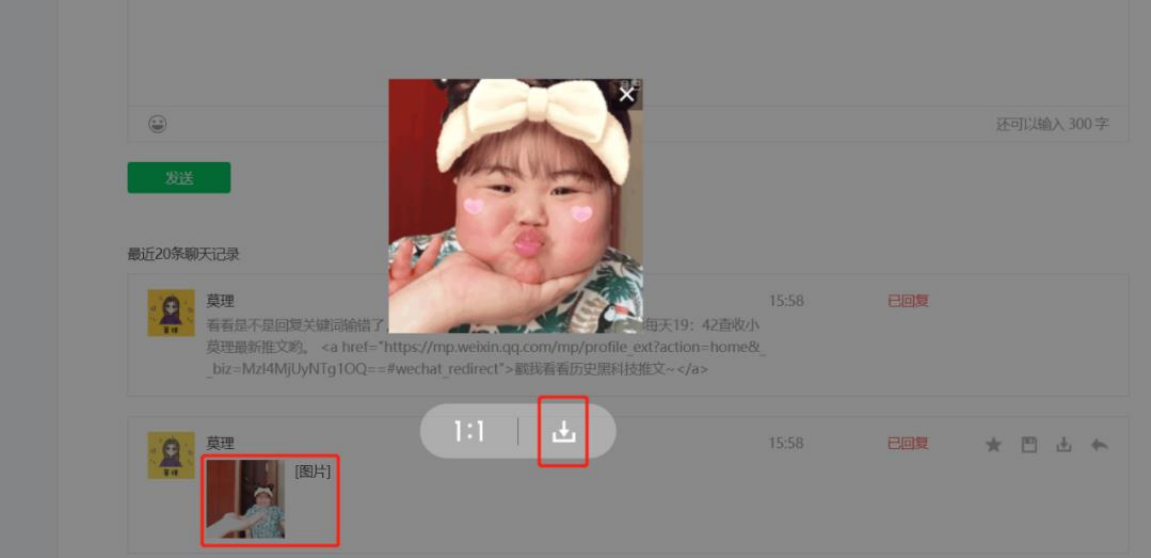 还可以输入 300 字
发送
最近20条聊天记录
莫理
15:58
已回复
看看是不是回复关键词输错了
每天19：42查收小
莫理最新推文哟。 <a href="https://mp.weixin.qq.com/mp/profile_ext?action=home&_
_biz=MzI4MjUyNTg1OQ==#wechat_redirect">戳我看看历史黑科技推文~</a>
1:1
莫理
15:58
已回复
[图片]